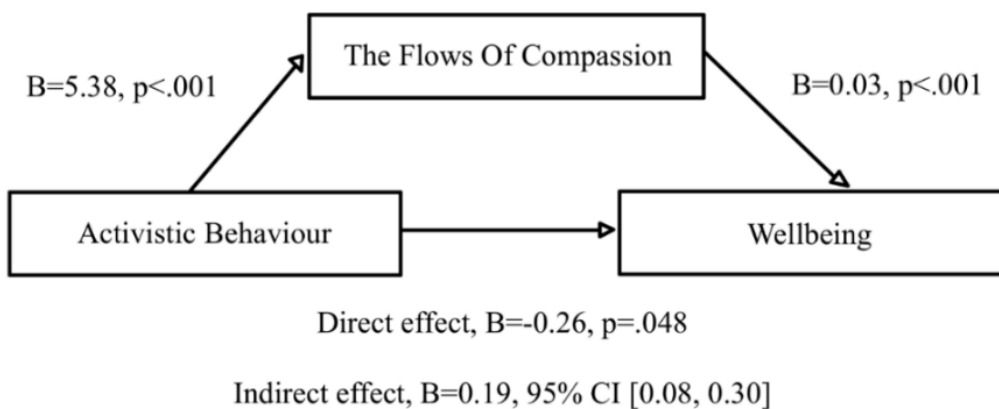 The Flows Of Compassion
B=5.38, p<.001
B=0.03, p<.001
Activistic Behaviour
Wellbeing
Direct effect, B=-0.26, p=.048
Indirect effect, B=0.19, 95% CI [0.08, 0.30]